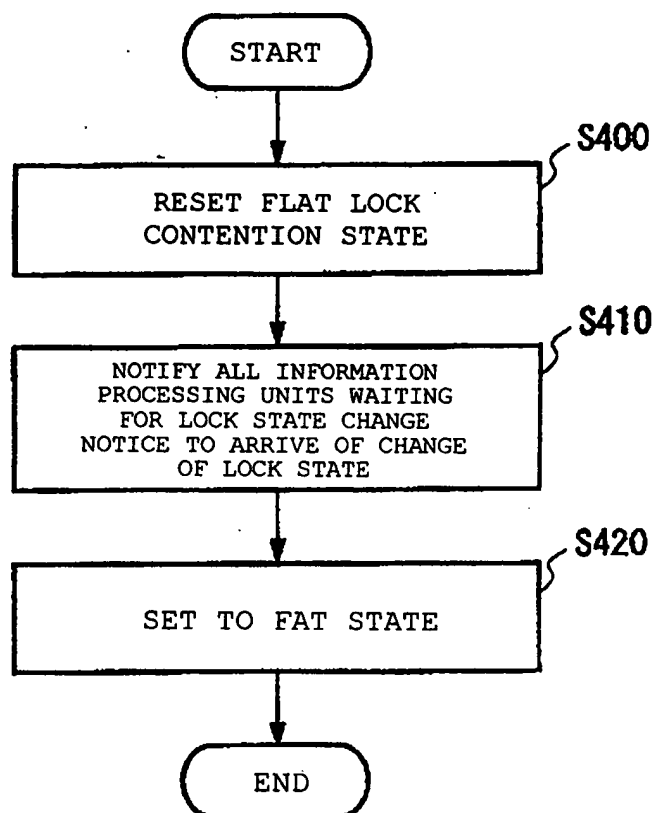 START
S400
RESET FLAT LOCK
CONTENTION STATE
S410
NOTIFY ALL INFORMATION
PROCESSING UNITS WAITING
FOR LOCK STATE CHANGE
NOTICE TO ARRIVE OF CHANGE
OF LOCK STATE
S420
SET TO FAT STATE
END